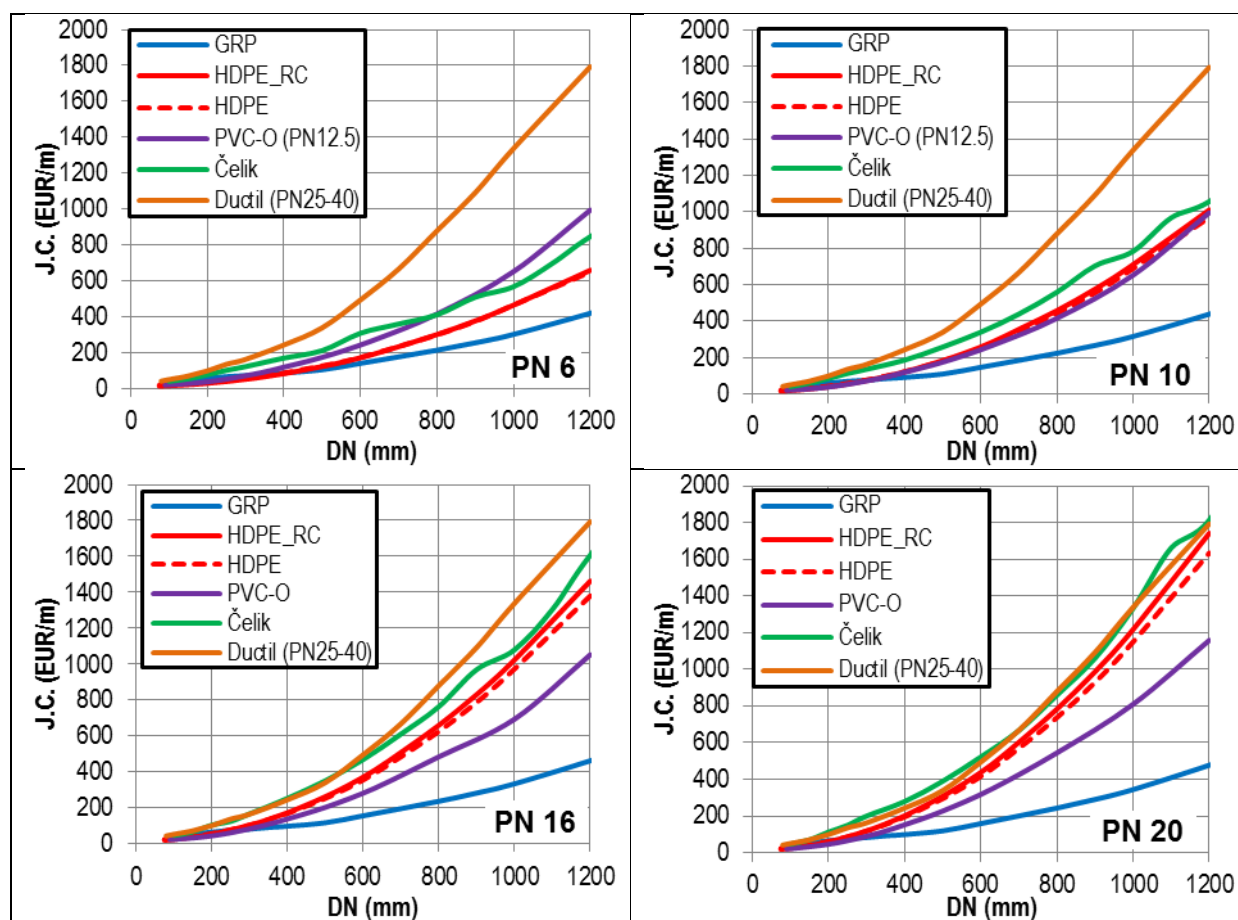 2000
1800
1600
1400
1200
1000
800
600
400
200
0
J.C. (EUR/m)
GRP
HDPE_RC
HDPE
PVC-O (PN12.5)
Čelik
Ductil (PN25-40)
PN 6
0 200 400 600 800 1000 1200
DN (mm)
2000
1800
1600
1400
1200
1000
800
600
400
200
0
J.C. (EUR/m)
GRP
HDPE_RC
HDPE
PVC-O (PN12.5)
Čelik
Ductil (PN25-40)
PN 10
0 200 400 600 800 1000 1200
DN (mm)
2000
1800
1600
1400
1200
1000
800
600
400
200
0
J.C. (EUR/m)
GRP
HDPE_RC
HDPE
PVC-O
Čelik
Ductil (PN25-40)
PN 16
0 200 400 600 800 1000 1200
DN (mm)
2000
1800
1600
1400
1200
1000
800
600
400
200
0
J.C. (EUR/m)
GRP
HDPE_RC
HDPE
PVC-O
Čelik
Ductil (PN25-40)
PN 20
0 200 400 600 800 1000 1200
DN (mm)